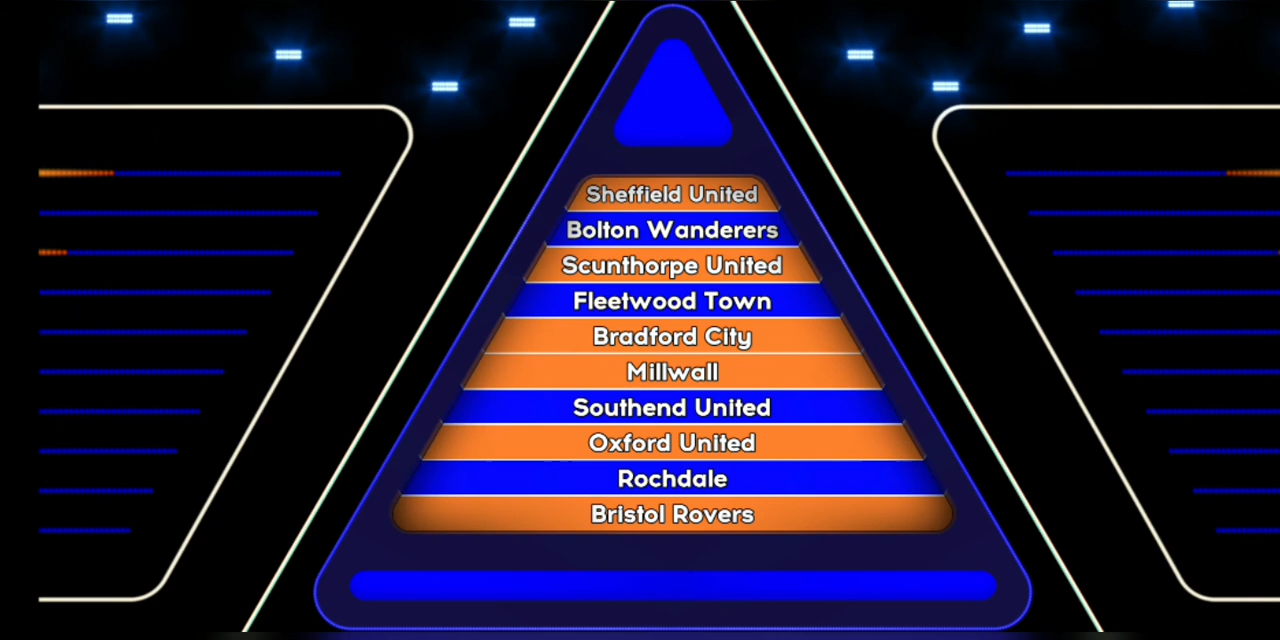 Sheffield United
Bolton Wanderers
Scunthorpe United
Fleetwood Town
Bradford City
Millwall
Southend United
Oxford United
Rochdale
Bristol Rovers